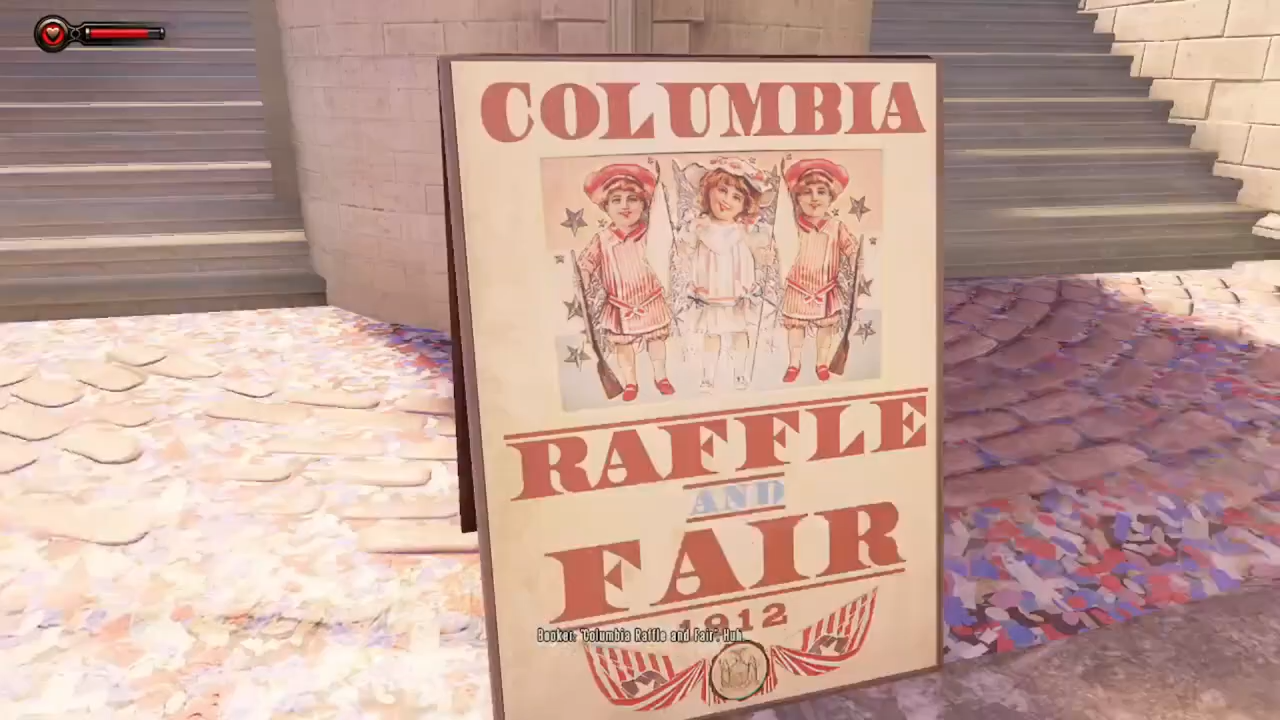 COLUMBIA
RAFFLE
AND
FAIR
1912
Booker: "Columbia Raffle and Fair". Huh.